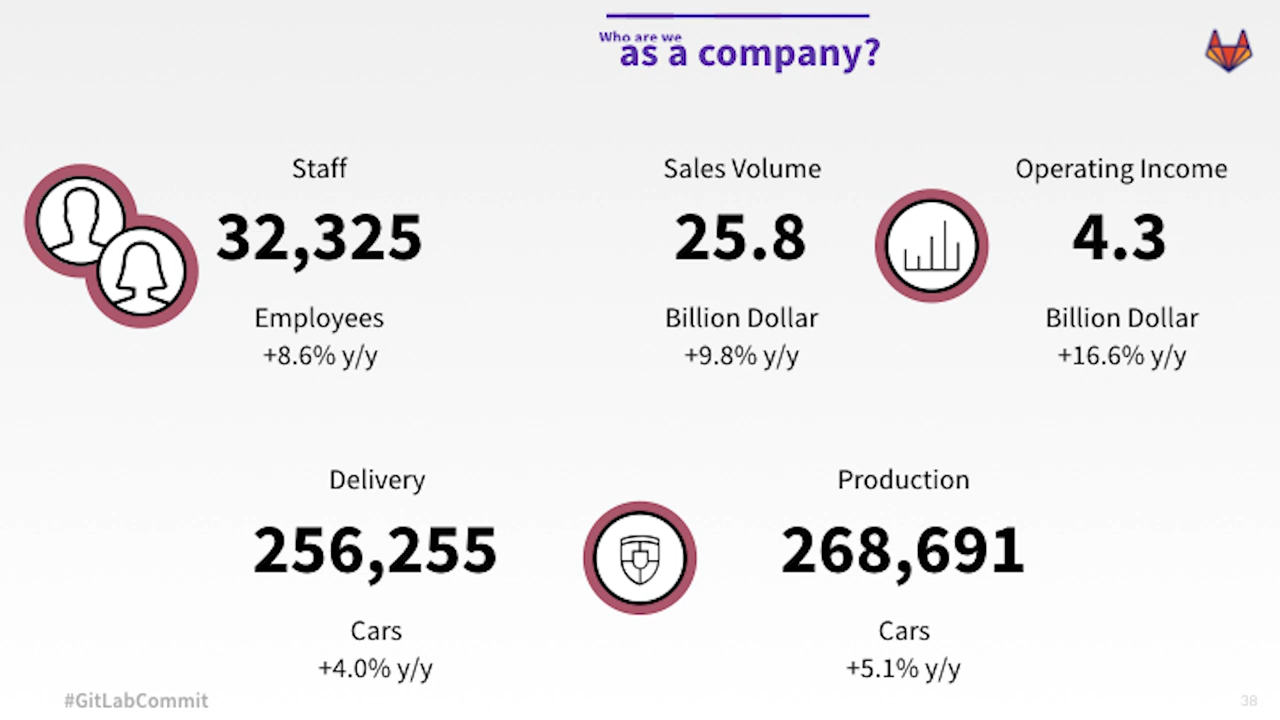 Who are we
as a company?
Staff
32,325
Employees
+8.6% y/y
Sales Volume
25.8
Billion Dollar
+9.8% y/y
Operating Income
4.3
Billion Dollar
+16.6% y/y
Delivery
256,255
Cars
+4.0% y/y
Production
268,691
Cars
+5.1% y/y
#GitLabCommit
38